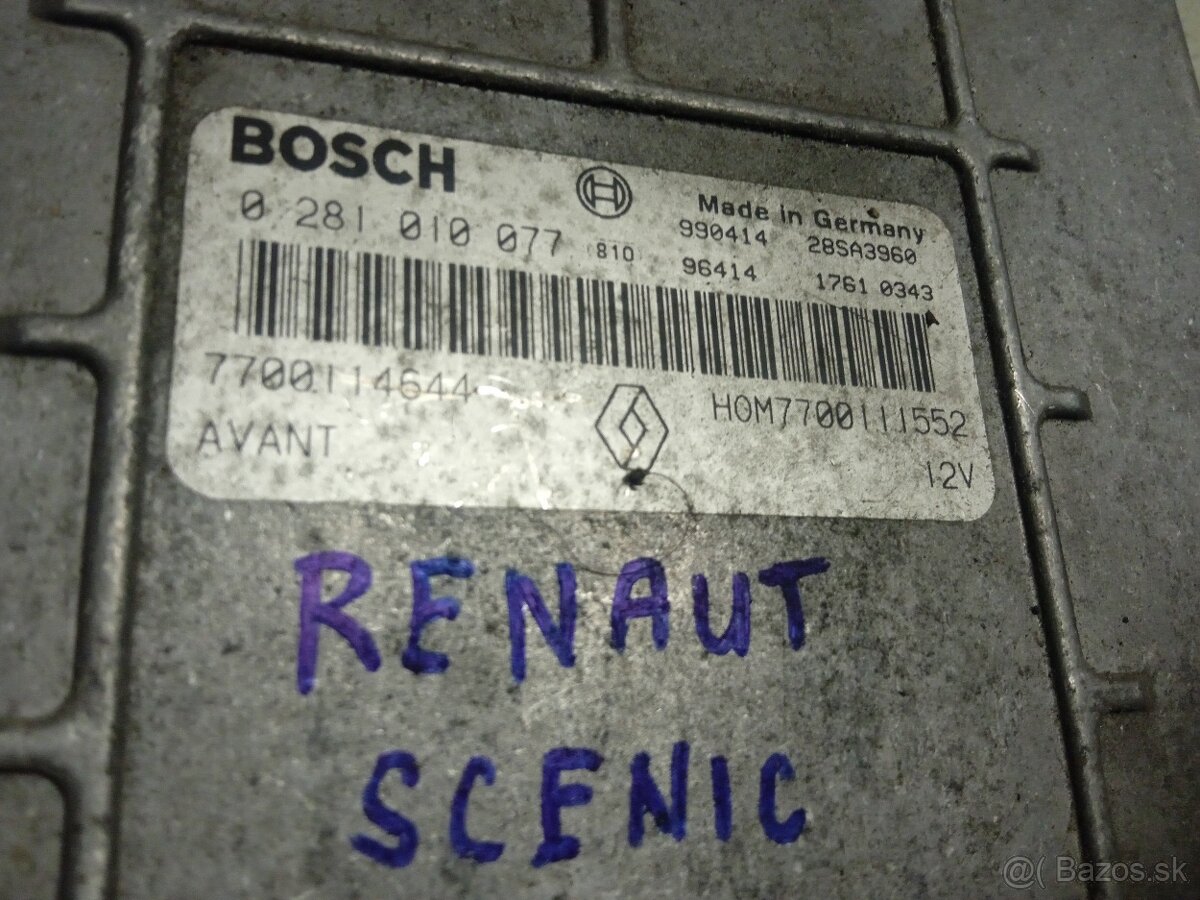 BOSCH
Made in Germany
0 281 010 077 810 990414 28SA3960
96414 1761 0343
7700114644 HOM7700111552
AVANT 12V
RENAUT
SCENIC
@( Bazos.sk